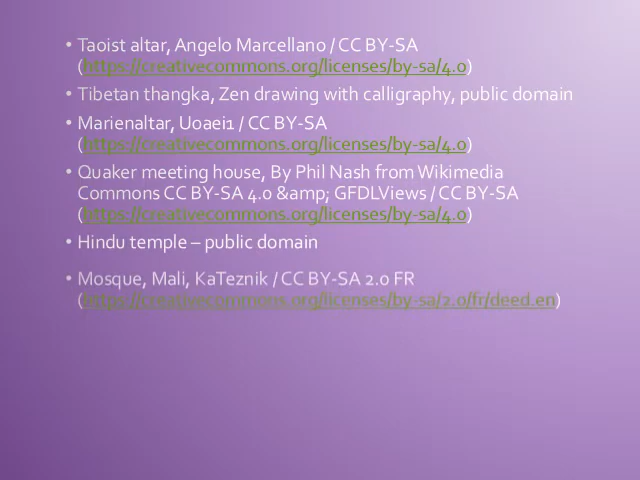 • Taoist altar, Angelo Marcellano / CC BY-SA
(https://creativecommons.org/licenses/by-sa/4.0)
• Tibetan thangka, Zen drawing with calligraphy, public domain
• Marienaltar, Uoaei1 / CC BY-SA
(https://creativecommons.org/licenses/by-sa/4.0)
• Quaker meeting house, By Phil Nash from Wikimedia
Commons CC BY-SA 4.0 &amp; GFDLViews / CC BY-SA
(https://creativecommons.org/licenses/by-sa/4.0)
• Hindu temple – public domain
• Mosque, Mali, KaTeznik / CC BY-SA 2.0 FR
(https://creativecommons.org/licenses/by-sa/2.0/fr/deed.en)